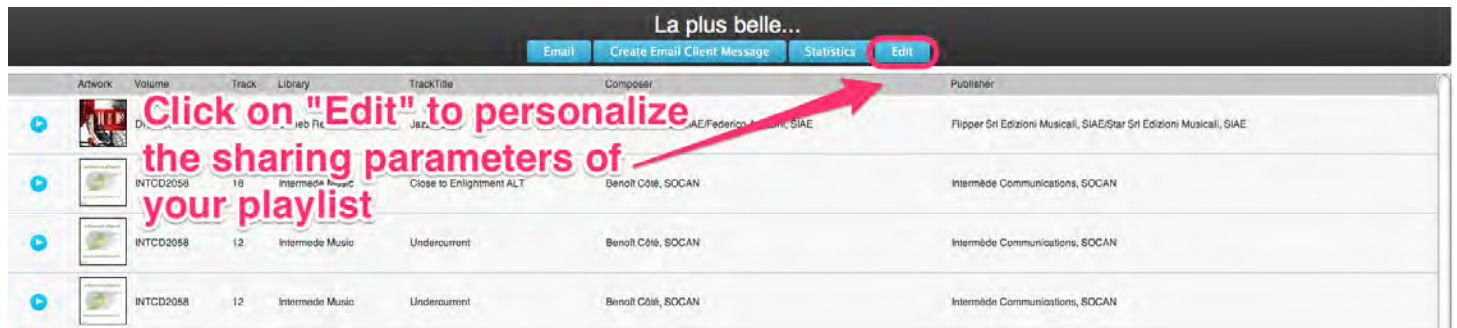 La plus belle...
Email Create Email Client Message Statistics Edit
Artwork Volume Track Library TrackTitle Composer Publisher
Click on "Edit" to personalize
SIAE Flipper Srl Edizioni Musicali, SIAE/Star Srl Edizioni Musicali, SIAE
the sharing parameters of
INTCD2058 18 Intermede Music Close to Enlightment ALT Benoît Côté, SOCAN Intermède Communications, SOCAN
your playlist
INTCD2058 12 Intermede Music Undercurrent Benoît Côté, SOCAN Intermède Communications, SOCAN
INTCD2058 12 Intermede Music Undercurrent Benoît Côté, SOCAN Intermède Communications, SOCAN